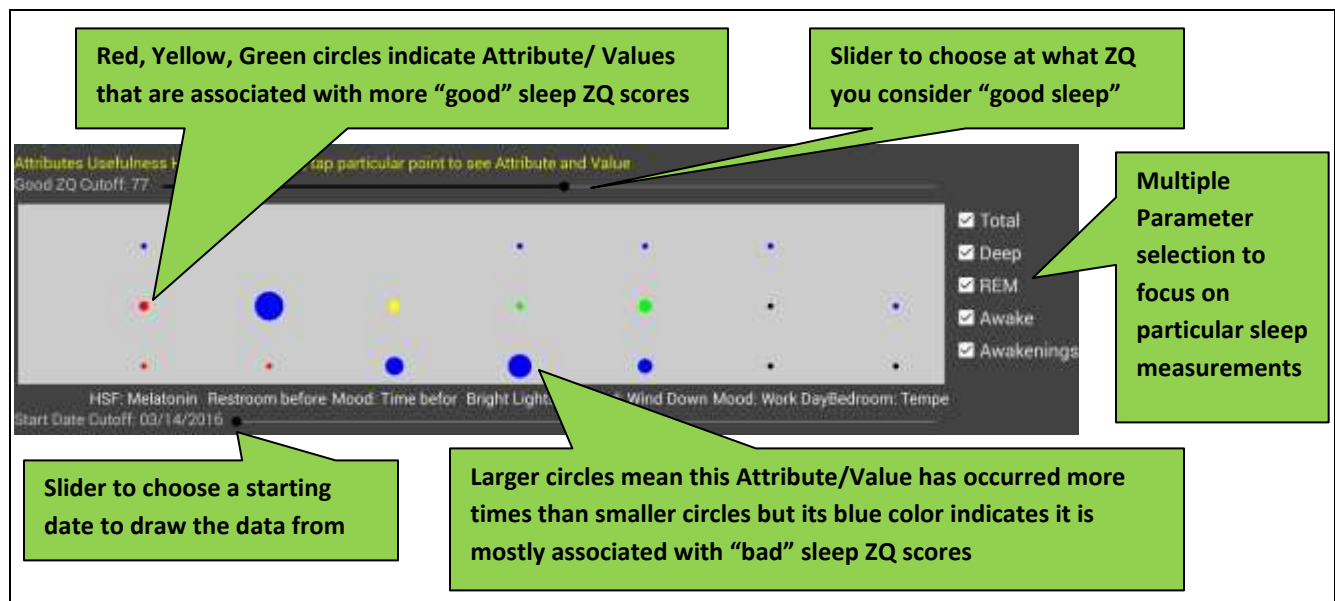 Red, Yellow, Green circles indicate Attribute/ Values
that are associated with more “good” sleep ZQ scores
Slider to choose at what ZQ
you consider “good sleep”
Attributes Usefulness
tap particular point to see Attribute and Value
Good ZQ Cutoff: 77
Multiple
Parameter
selection to
focus on
particular sleep
measurements
Total
Deep
REM
Awake
Awakenings
HSF: Melatonin Restroom before Mood: Time befor Bright Light: Wind Down Mood: Work DayBedroom: Tempe
Start Date Cutoff: 03/14/2016
Slider to choose a starting
date to draw the data from
Larger circles mean this Attribute/Value has occurred more
times than smaller circles but its blue color indicates it is
mostly associated with “bad” sleep ZQ scores